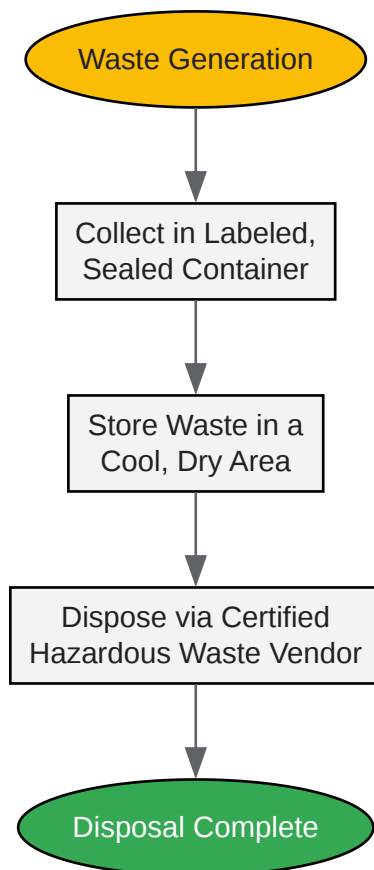 Waste Generation
Collect in Labeled,
Sealed Container
Store Waste in a
Cool, Dry Area
Dispose via Certified
Hazardous Waste Vendor
Disposal Complete